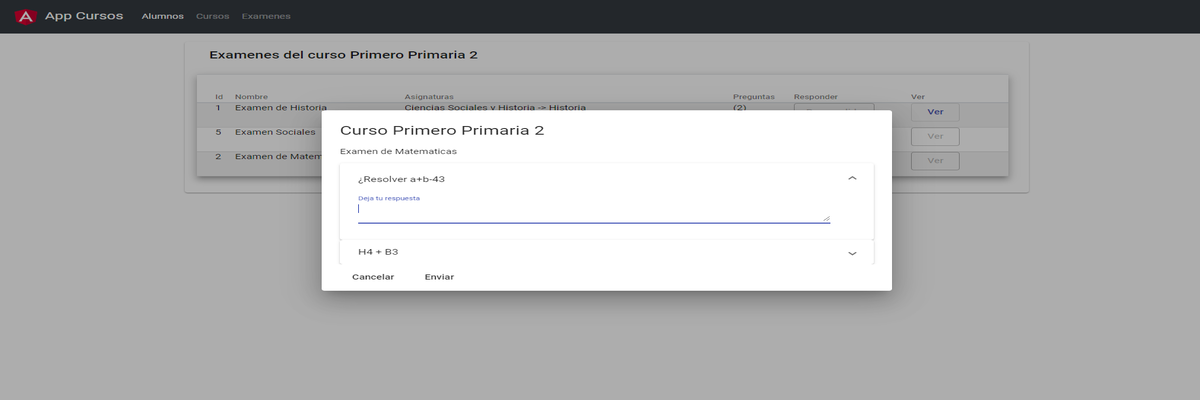 App Cursos Alumnos Cursos Examenes
Examenes del curso Primero Primaria 2
Id Nombre Asignaturas Preguntas Responder Ver
1 Examen de Historia Ciencias Sociales y Historia -> Historia (2) Ver
5 Examen Sociales Ver
2 Examen de Matem Ver
Curso Primero Primaria 2
Examen de Matematicas
¿Resolver a+b-43
Deja tu respuesta
H4 + B3
Cancelar Enviar